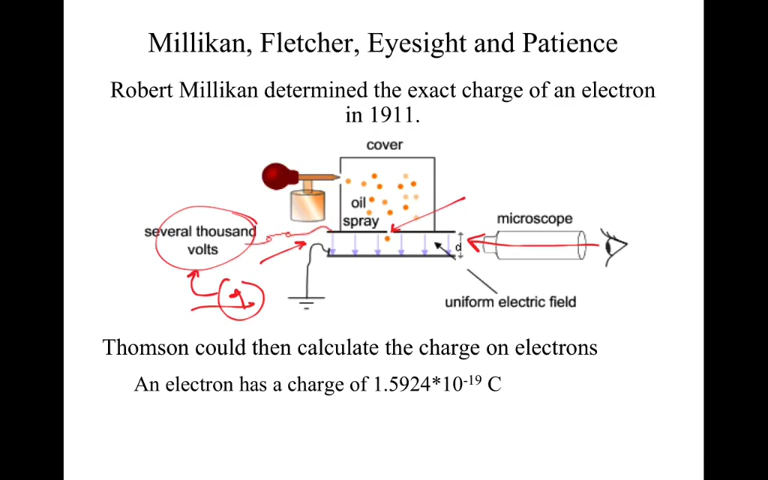 Millikan, Fletcher, Eyesight and Patience
Robert Millikan determined the exact charge of an electron
in 1911.
cover
oil
spray
microscope
several thousand
volts
d
uniform electric field
Thomson could then calculate the charge on electrons
An electron has a charge of 1.5924*10⁻¹⁹ C